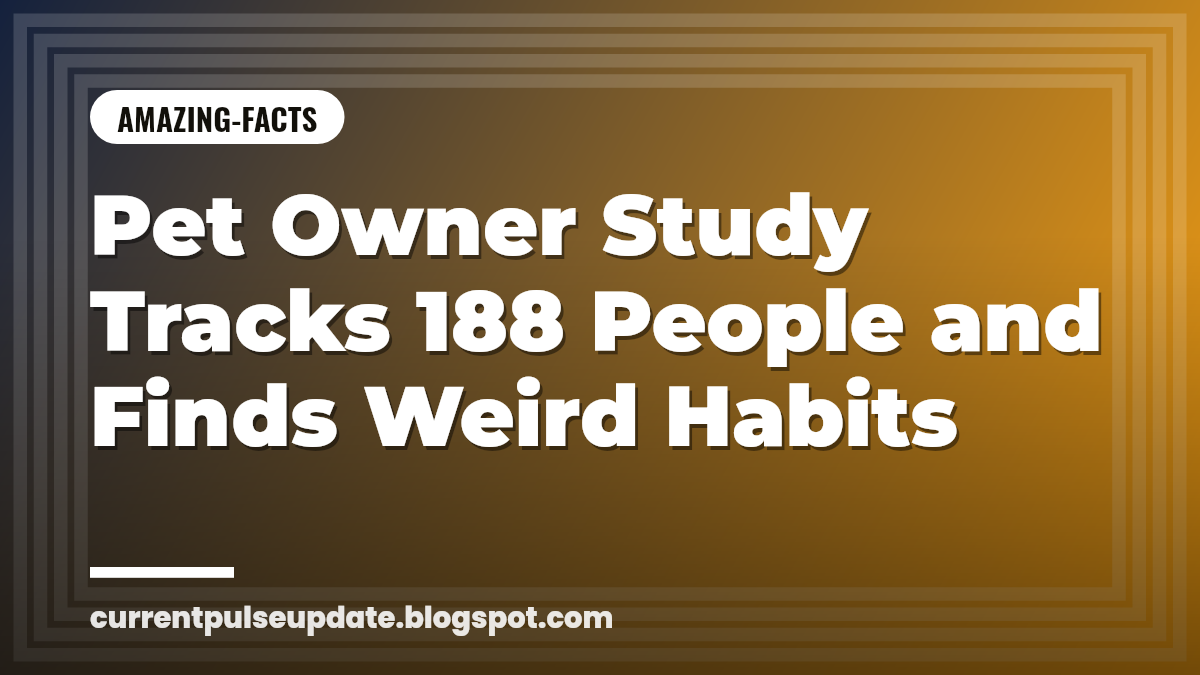 AMAZING-FACTS
Pet Owner Study
Tracks 188 People and
Finds Weird Habits
currentpulseupdate.blogspot.com